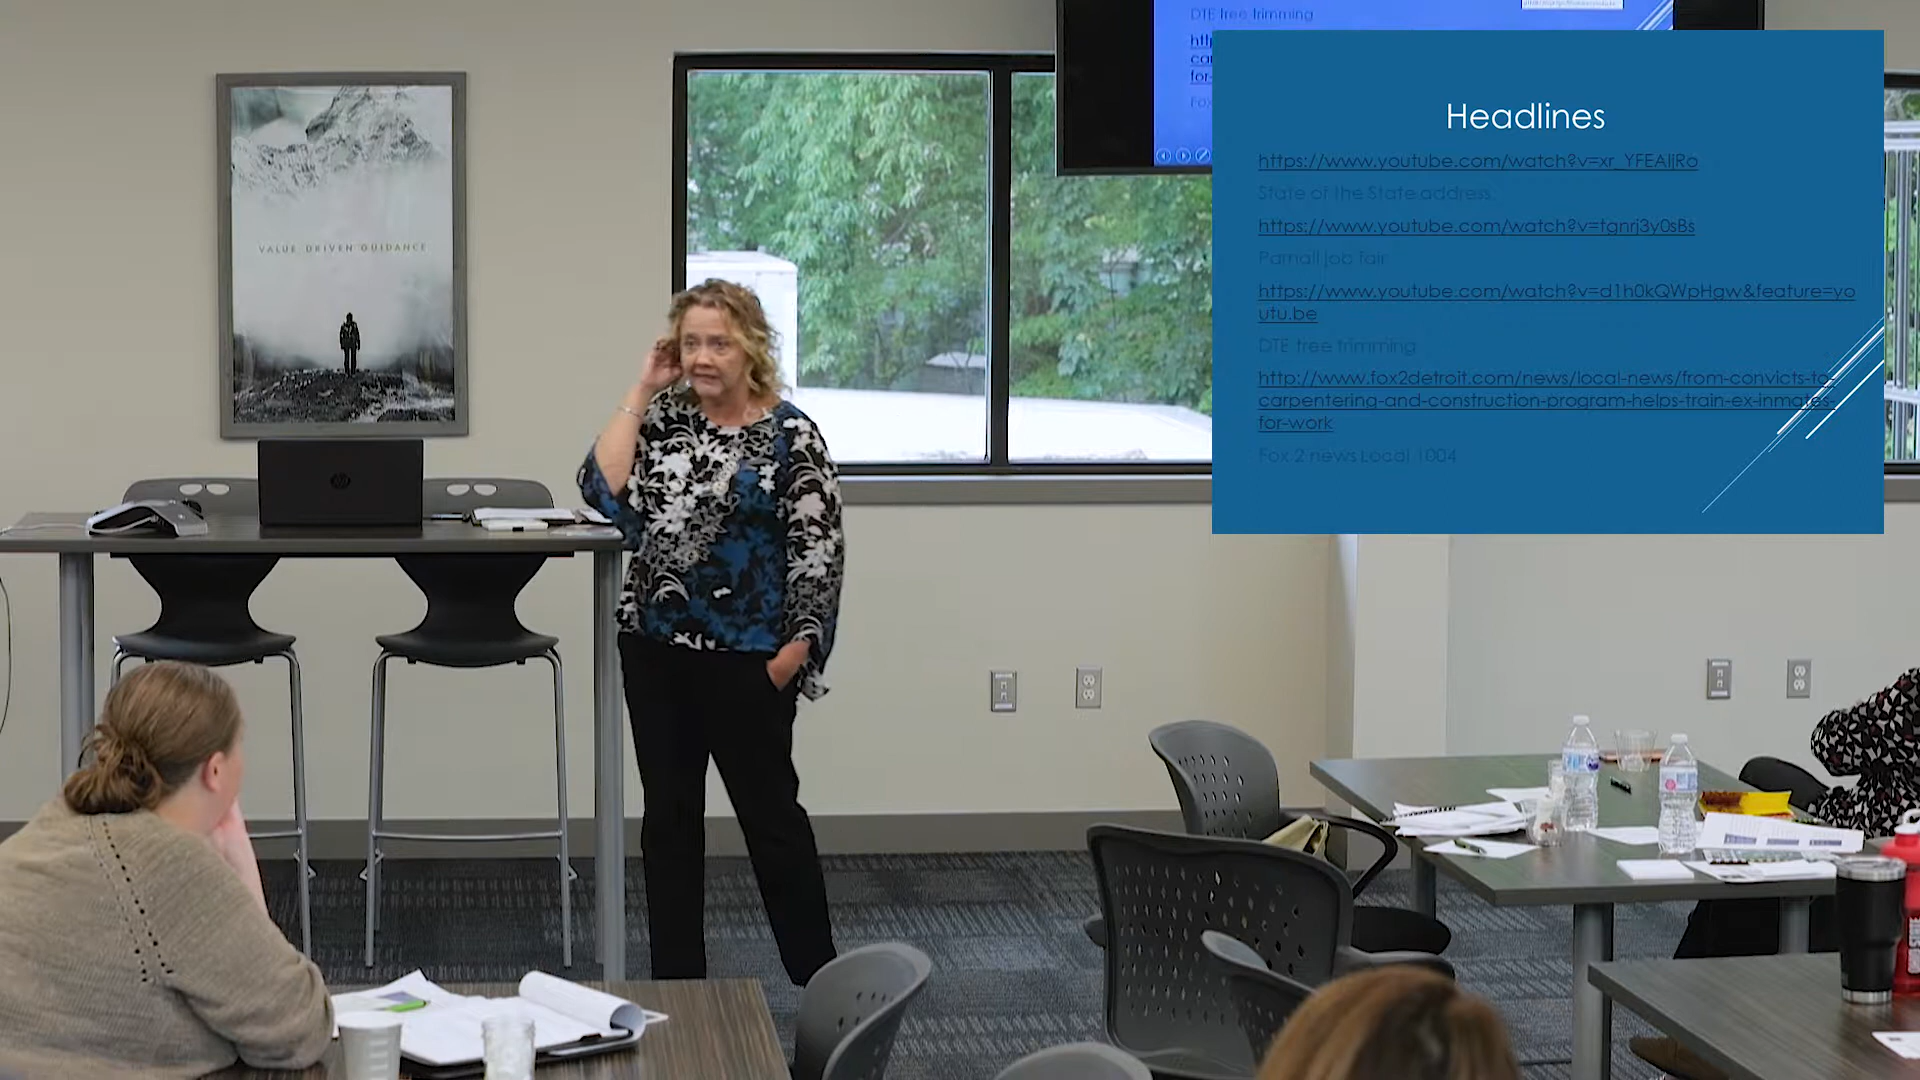 VALUE DRIVEN GUIDANCE
DTE tree trimming
Headlines
https://www.youtube.com/watch?v=xr_YFEAljRo
State of the State address
https://www.youtube.com/watch?v=tgnrj3y0sBs
Parnall job fair
https://www.youtube.com/watch?v=d1h0kQWpHgw&feature=yo
utu.be
DTE tree trimming
http://www.fox2detroit.com/news/local-news/from-convicts-to-
carpentering-and-construction-program-helps-train-ex-inmates-
for-work
Fox 2 news Local 1004
hp